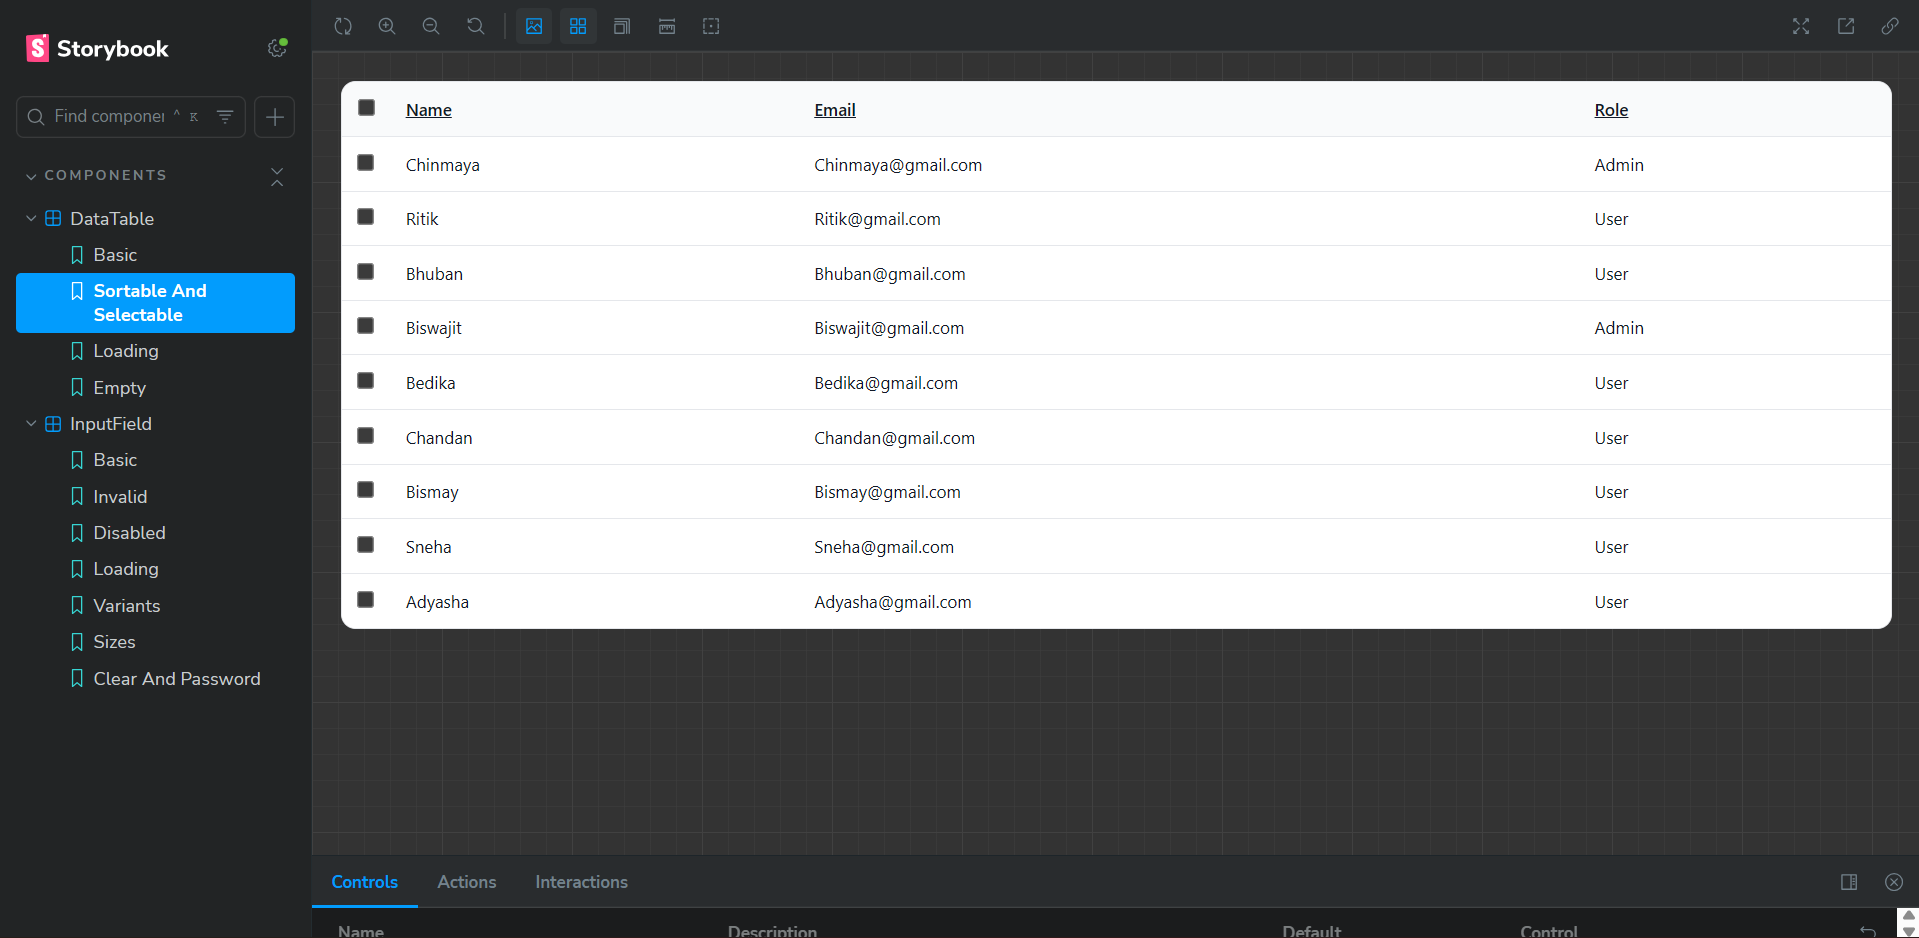 Storybook
Find componen ^ K
COMPONENTS
DataTable
Basic
Sortable And
Selectable
Loading
Empty
InputField
Basic
Invalid
Disabled
Loading
Variants
Sizes
Clear And Password
Name Email Role
Chinmaya Chinmaya@gmail.com Admin
Ritik Ritik@gmail.com User
Bhuban Bhuban@gmail.com User
Biswajit Biswajit@gmail.com Admin
Bedika Bedika@gmail.com User
Chandan Chandan@gmail.com User
Bismay Bismay@gmail.com User
Sneha Sneha@gmail.com User
Adyasha Adyasha@gmail.com User
Controls Actions Interactions
Name Description Default Control